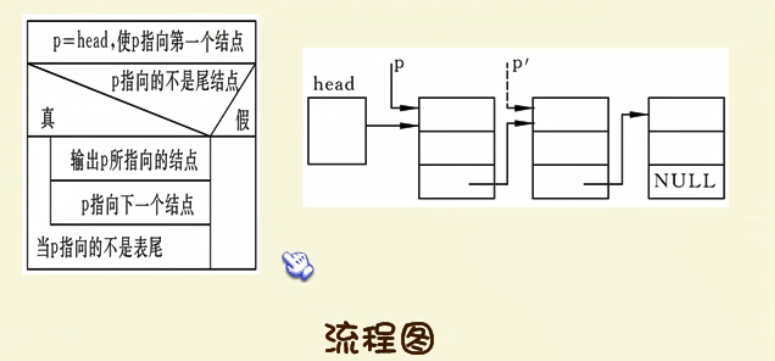 p=head,使p指向第一个结点
p指向的不是尾结点
真
假
输出p所指向的结点
p指向下一个结点
当p指向的不是表尾
head
p
p′
NULL
流程图